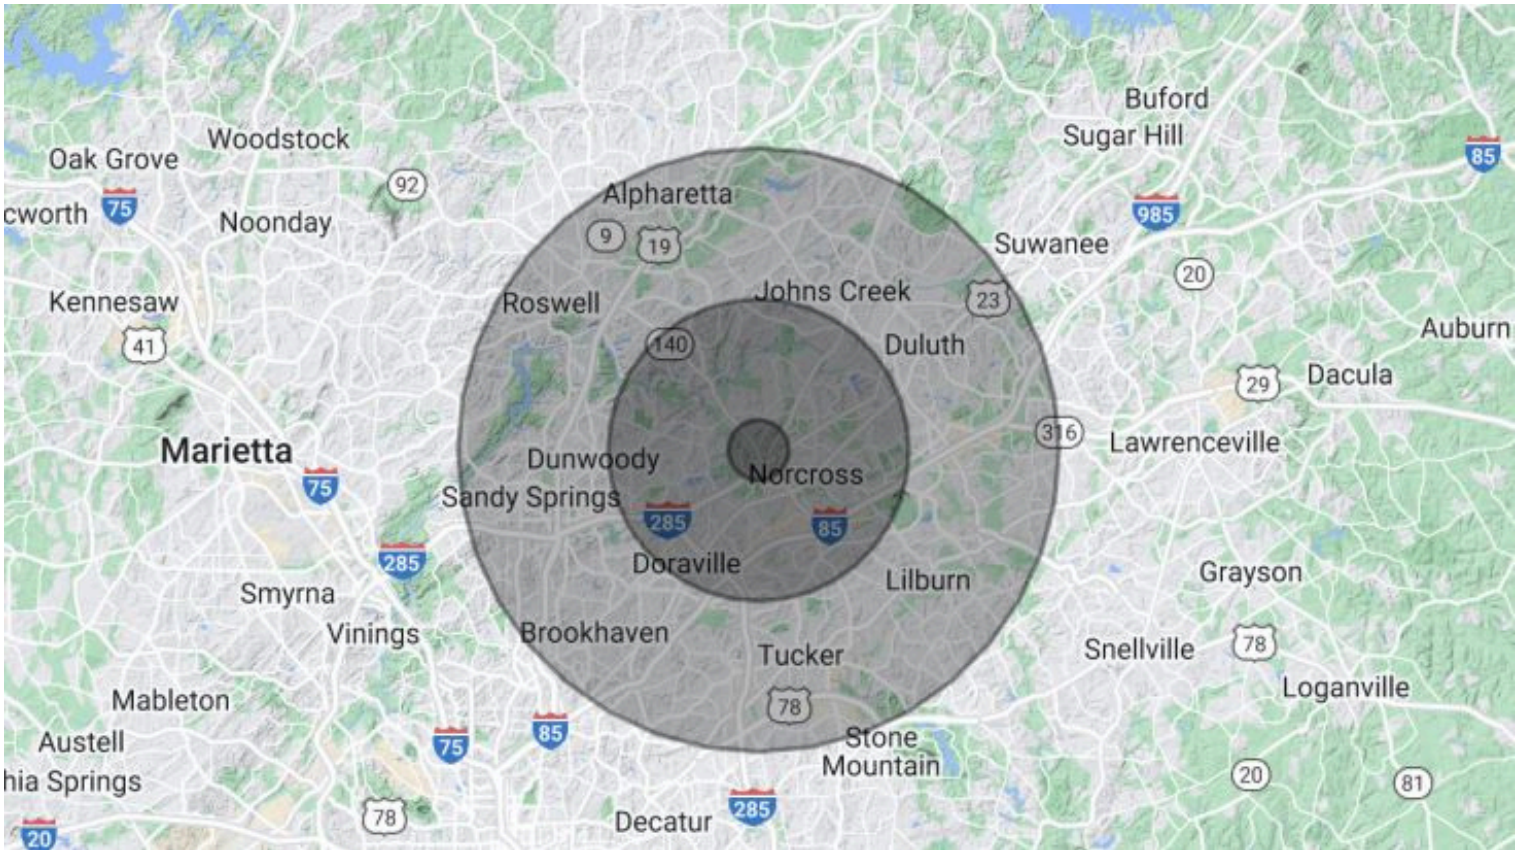 Buford
Sugar Hill
Woodstock
Oak Grove
85
92
75
Alpharetta
985
cworth
Noonday
9
19
Suwanee
20
Kennesaw
Roswell
Johns Creek
23
41
140
Duluth
Auburn
29
Dacula
Marietta
316
Lawrenceville
Dunwoody
Norcross
75
Sandy Springs
285
85
285
Doraville
Lilburn
Grayson
Smyrna
Vinings
Brookhaven
Tucker
Snellville
78
Mableton
78
Loganville
Austell
75
85
Stone
Mountain
hia Springs
20
81
78
Decatur
285
20